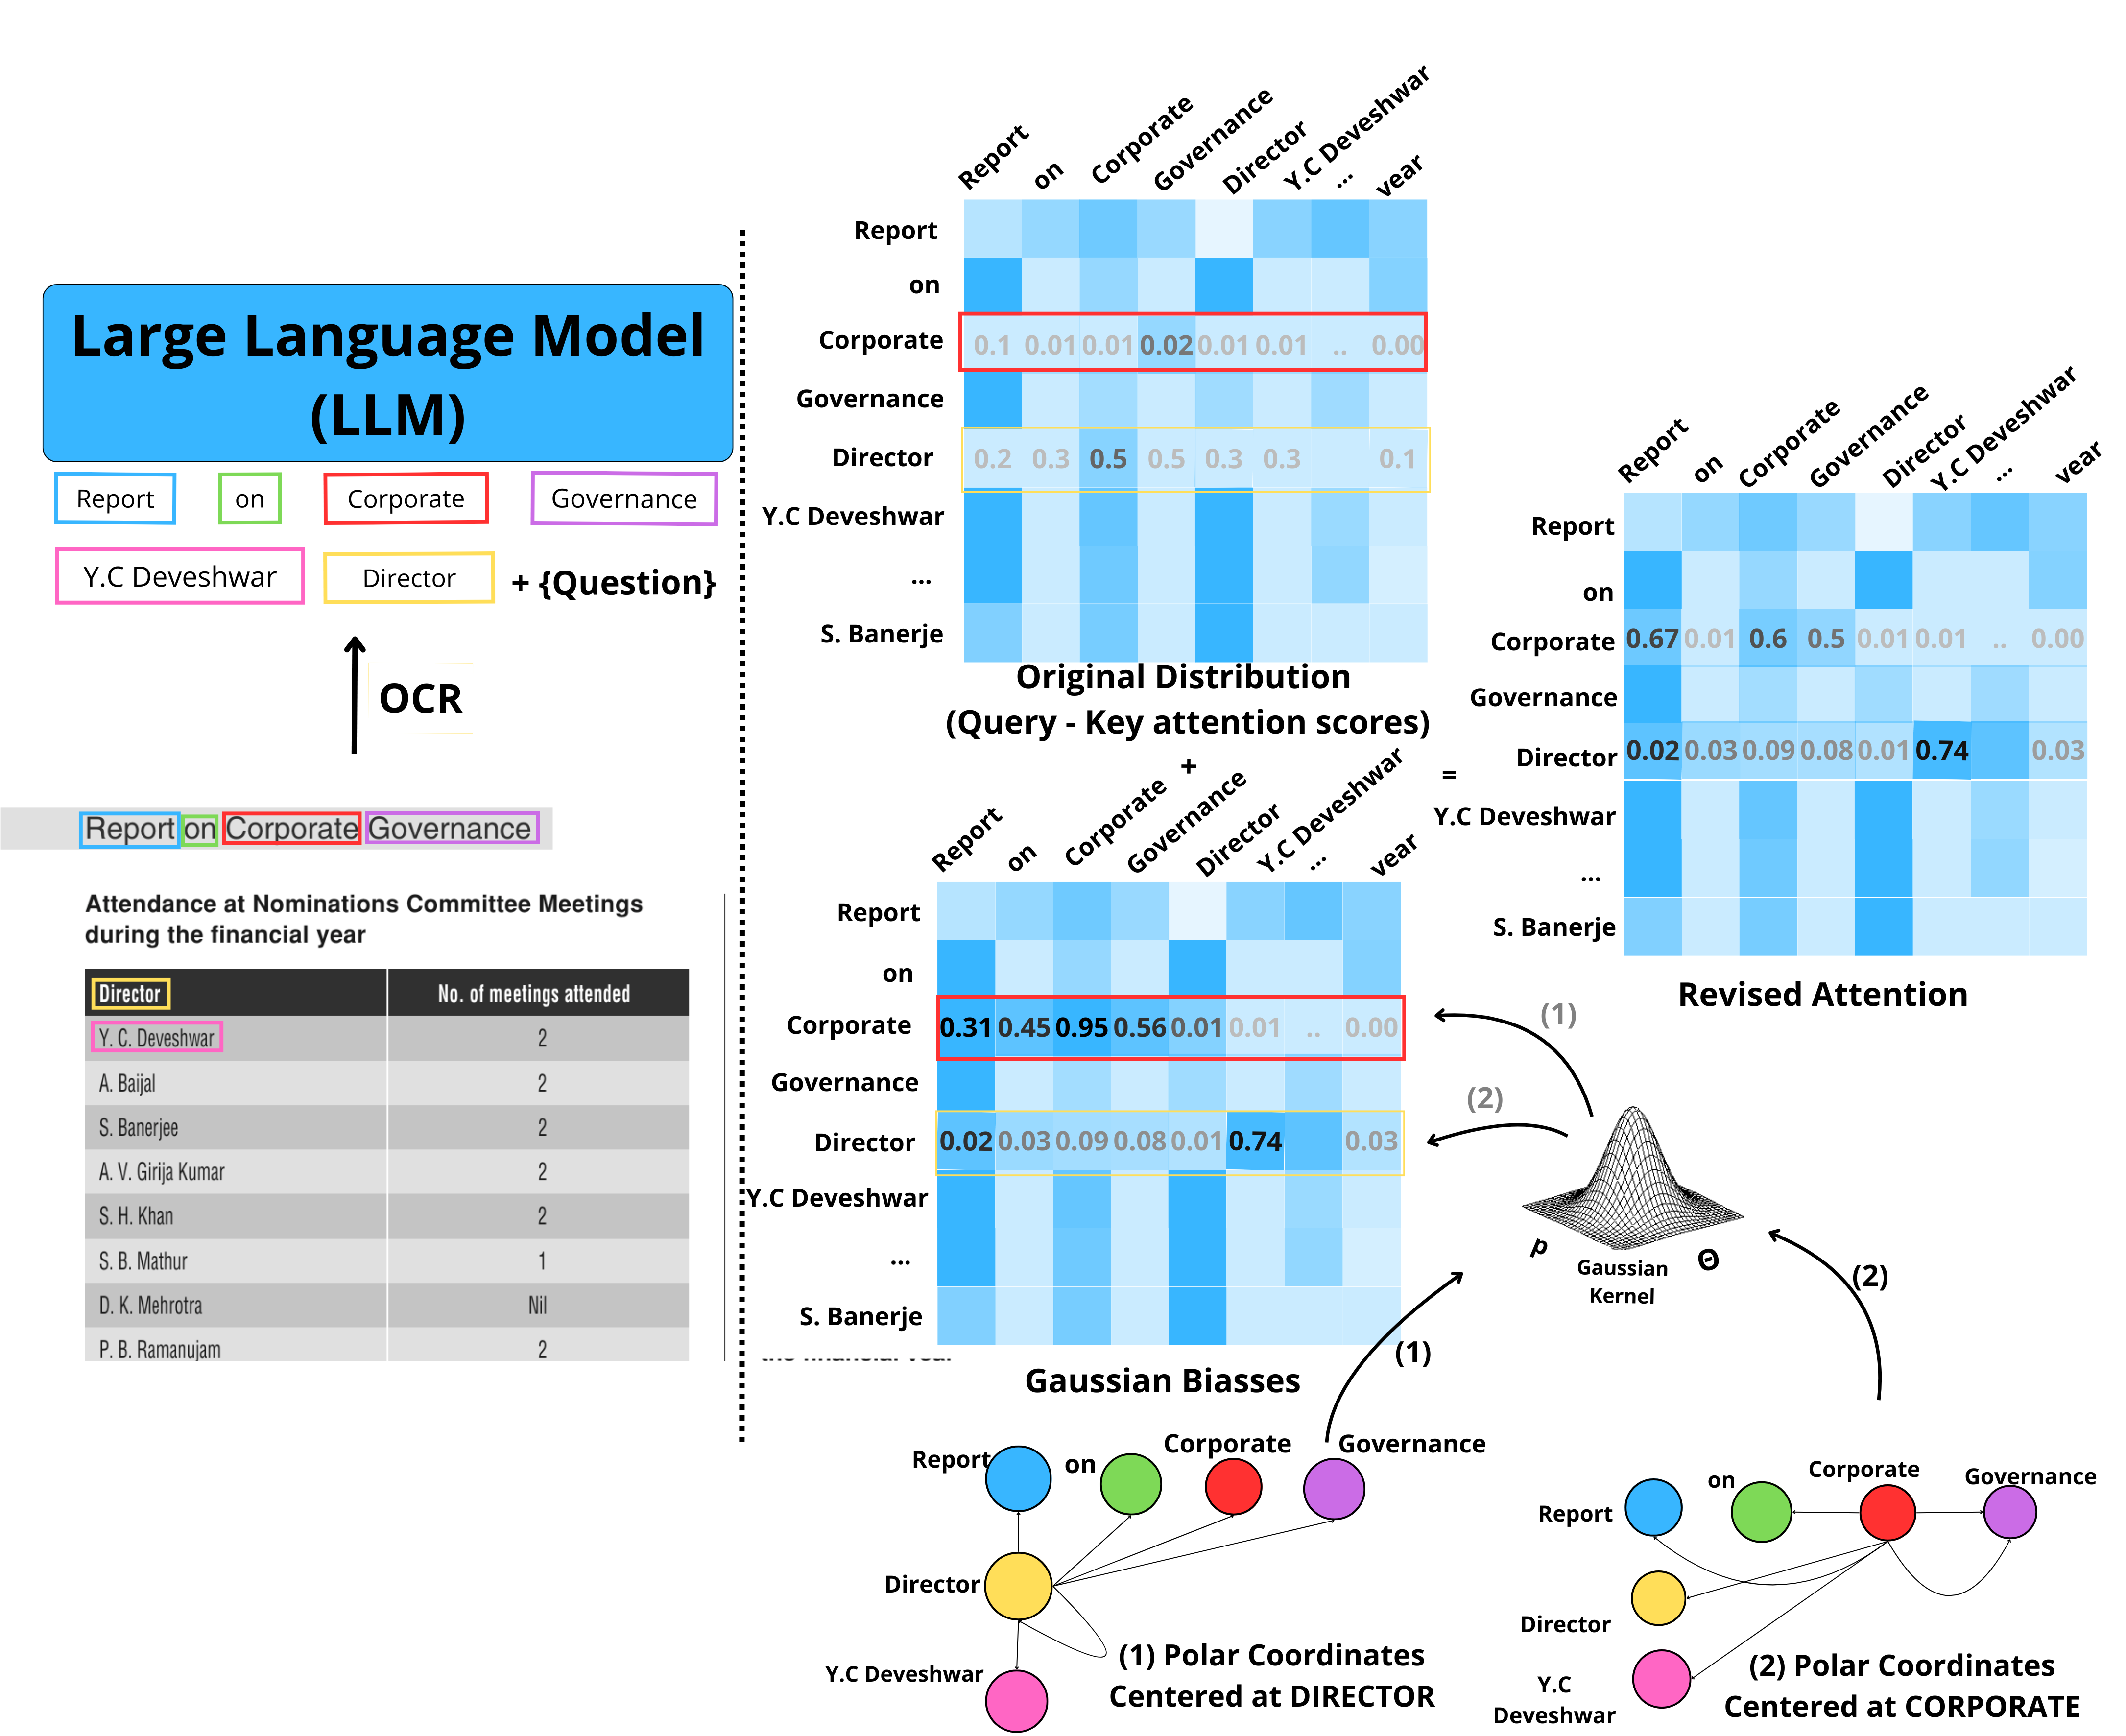 Large Language Model
(LLM)
Report on Corporate Governance
Y.C Deveshwar Director + {Question}
OCR
Report on Corporate Governance
Attendance at Nominations Committee Meetings
during the financial year
Director No. of meetings attended
Y. C. Deveshwar 2
A. Baijal 2
S. Banerjee 2
A. V. Girija Kumar 2
S. H. Khan 2
S. B. Mathur 1
D. K. Mehrotra Nil
P. B. Ramanujam 2
Report on Corporate Governance Director Y.C Deveshwar ... vear
Report
on
Corporate 0.1 0.01 0.01 0.02 0.01 0.01 .. 0.00
Governance
Director 0.2 0.3 0.5 0.5 0.3 0.3 0.1
Y.C Deveshwar
...
S. Banerje
Original Distribution
(Query - Key attention scores)
+
=
Report on Corporate Governance Director Y.C Deveshwar ... vear
Report
on
Corporate 0.31 0.45 0.95 0.56 0.01 0.01 .. 0.00
Governance
Director 0.02 0.03 0.09 0.08 0.01 0.74 0.03
Y.C Deveshwar
...
S. Banerje
the financial year
Gaussian Biasses
Report on Corporate Governance Director Y.C Deveshwar ... vear
Report
on
Corporate 0.67 0.01 0.6 0.5 0.01 0.01 .. 0.00
Governance
Director 0.02 0.03 0.09 0.08 0.01 0.74 0.03
Y.C Deveshwar
...
S. Banerje
Revised Attention
(1)
(2)
p Θ
Gaussian
Kernel
(1)
(2)
Report on Corporate Governance
Director
Y.C Deveshwar
(1) Polar Coordinates
Centered at DIRECTOR
Report on Corporate Governance
Director
Y.C
Deveshwar
(2) Polar Coordinates
Centered at CORPORATE